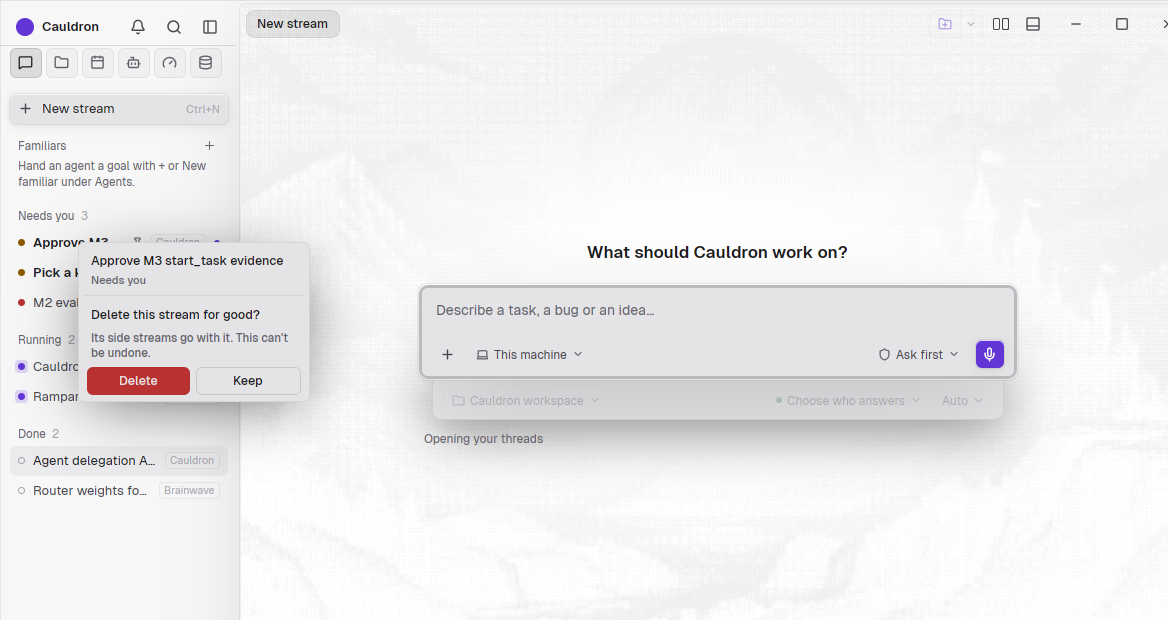 Cauldron
New stream
New stream Ctrl+N
Familiars
Hand an agent a goal with + or New
familiar under Agents.
Needs you 3
Approve M3 Cauldron
Pick a
M2 eval
Approve M3 start_task evidence
Needs you
Delete this stream for good?
Its side streams go with it. This can't
be undone.
Delete Keep
Running 2
Cauldro
Rampar
Done 2
Agent delegation A... Cauldron
Router weights fo... Brainwave
What should Cauldron work on?
Describe a task, a bug or an idea...
This machine Ask first
Cauldron workspace Choose who answers Auto
Opening your threads